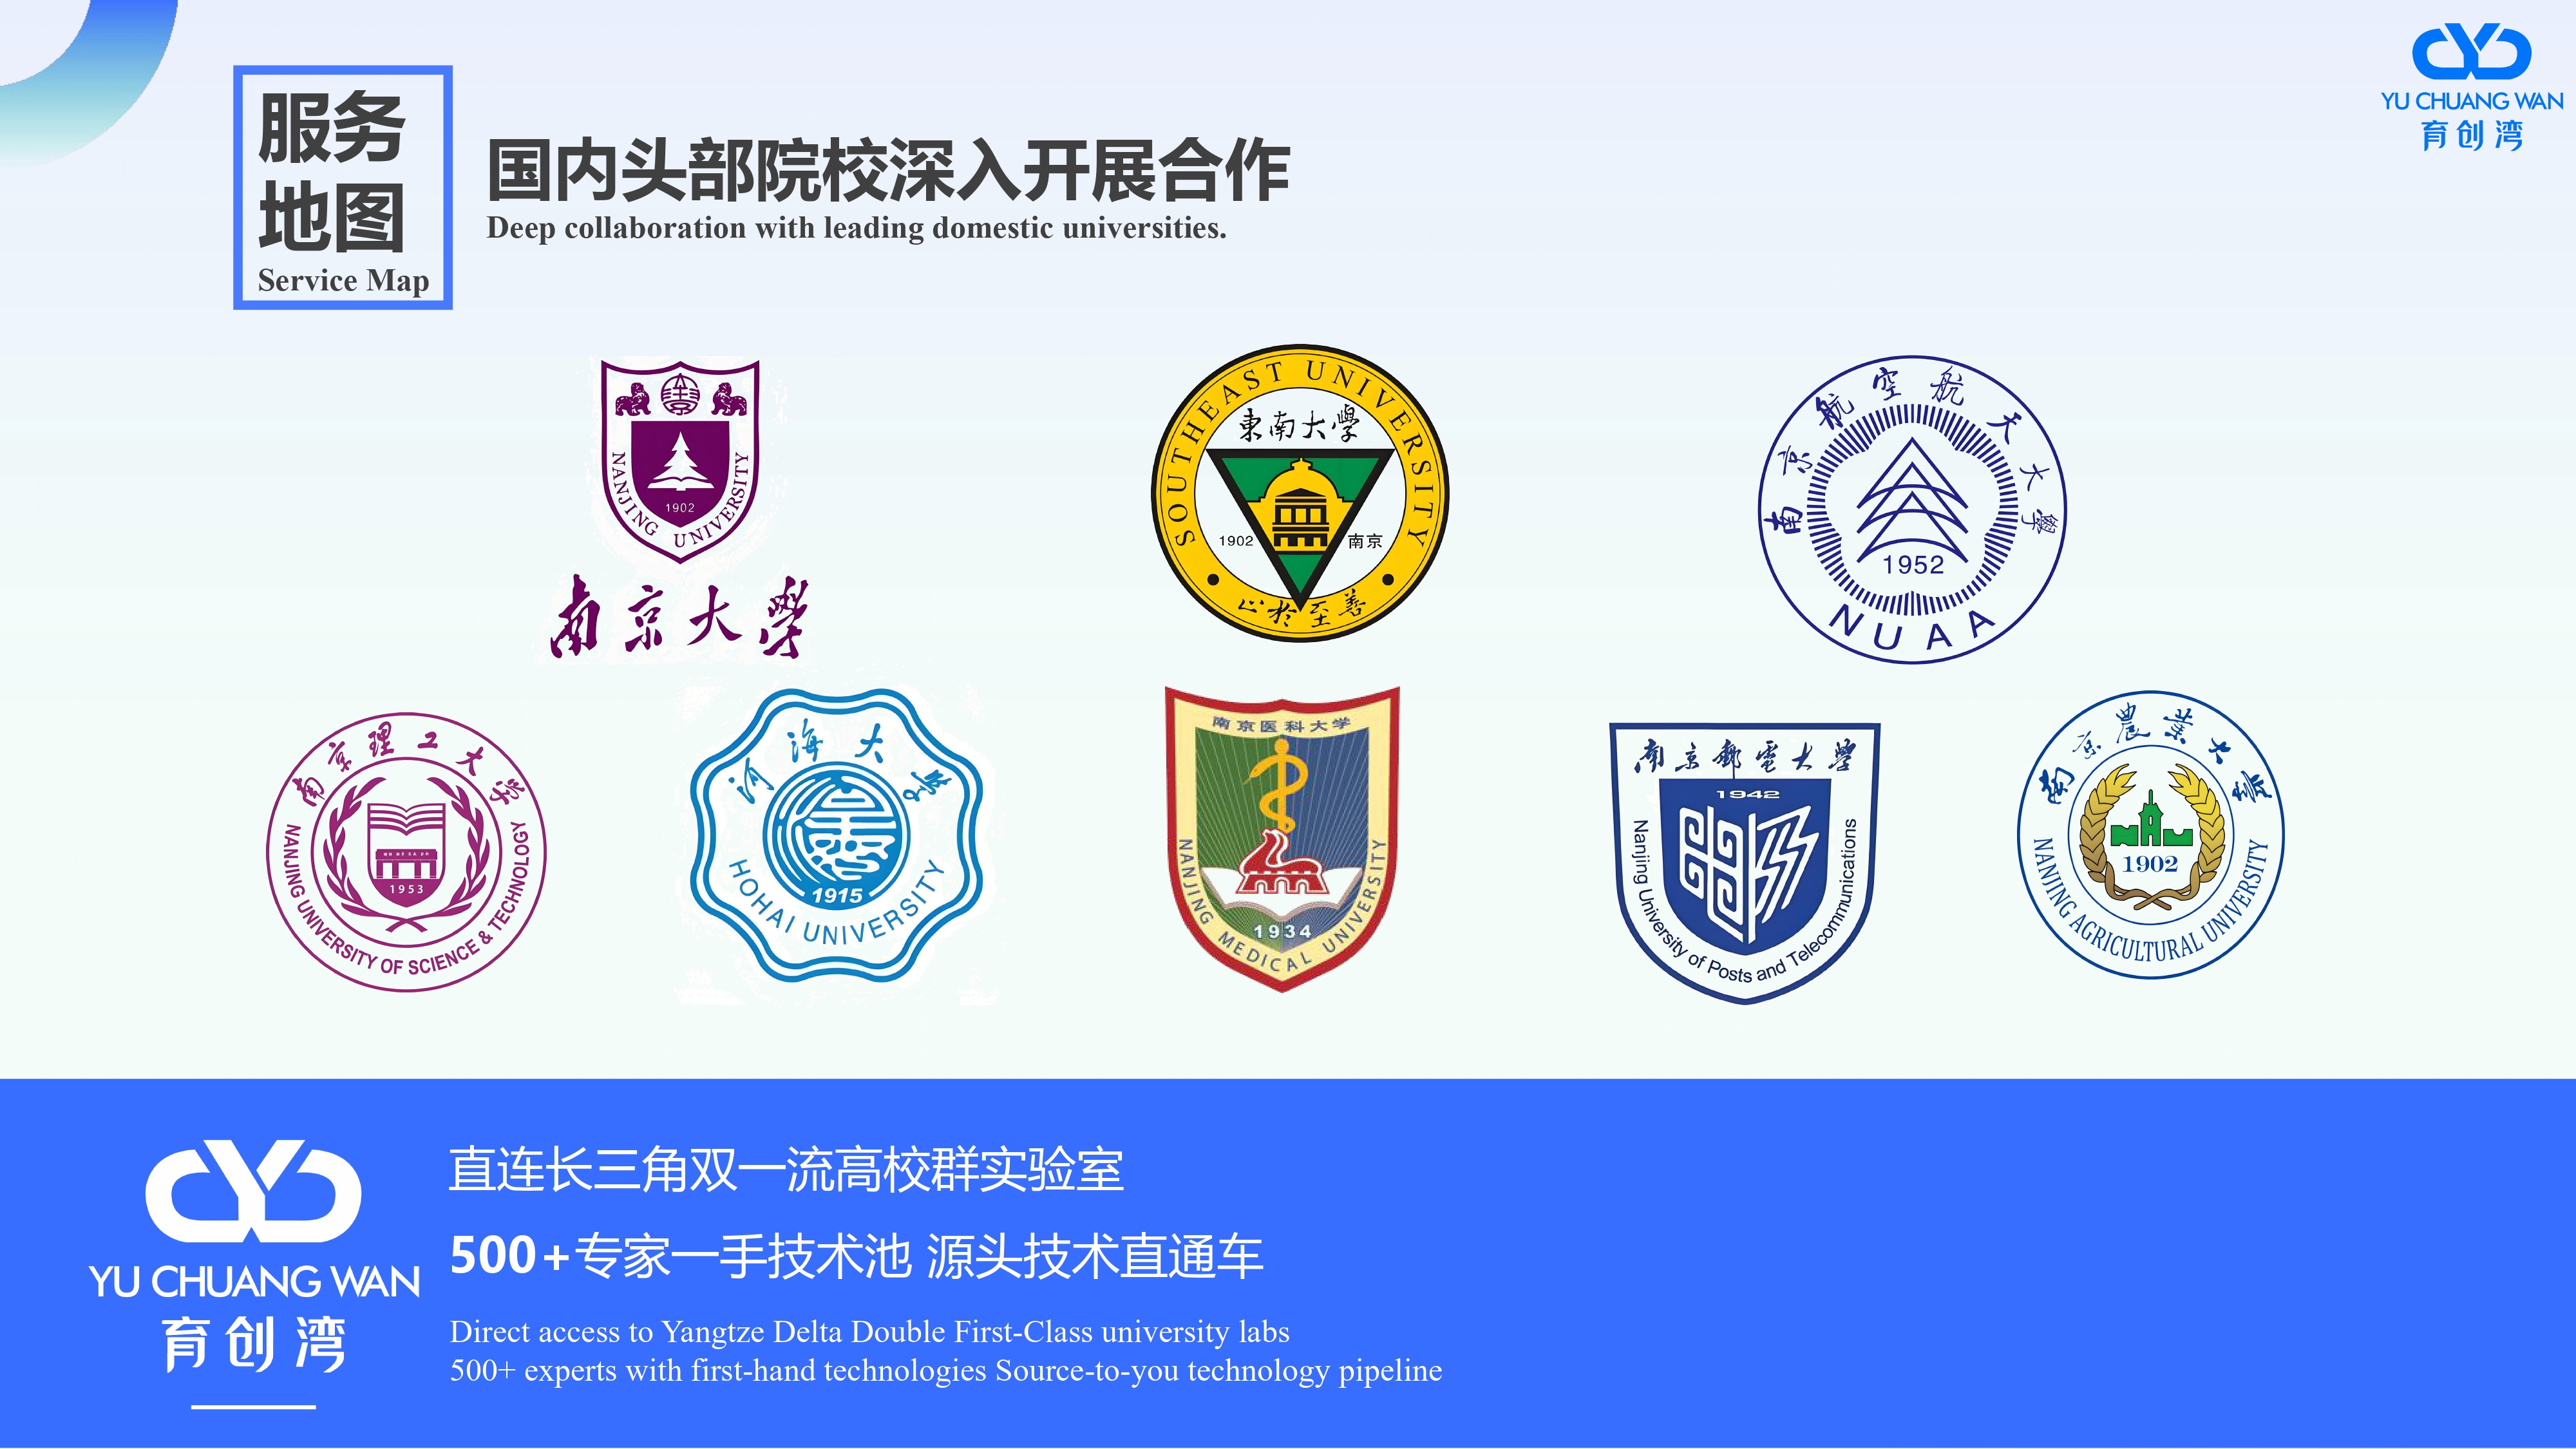 YU CHUANG WAN
育创湾
服务
地图
Service Map
国内头部院校深入开展合作
Deep collaboration with leading domestic universities.
NANJING UNIVERSITY
1902
南京大學
SOUTHEAST UNIVERSITY
東南大學
1902
南京
止於至善
南京航空航天大學
1952
NUAA
南京理工大学
1953
NANJING UNIVERSITY OF SCIENCE & TECHNOLOGY
河海大学
1915
HOHAI UNIVERSITY
南京医科大学
1934
NANJING MEDICAL UNIVERSITY
南京郵電大學
1942
Nanjing University of Posts and Telecommunications
南京農業大學
1902
NANJING AGRICULTURAL UNIVERSITY
YU CHUANG WAN
育创湾
直连长三角双一流高校群实验室
500+专家一手技术池 源头技术直通车
Direct access to Yangtze Delta Double First-Class university labs
500+ experts with first-hand technologies Source-to-you technology pipeline